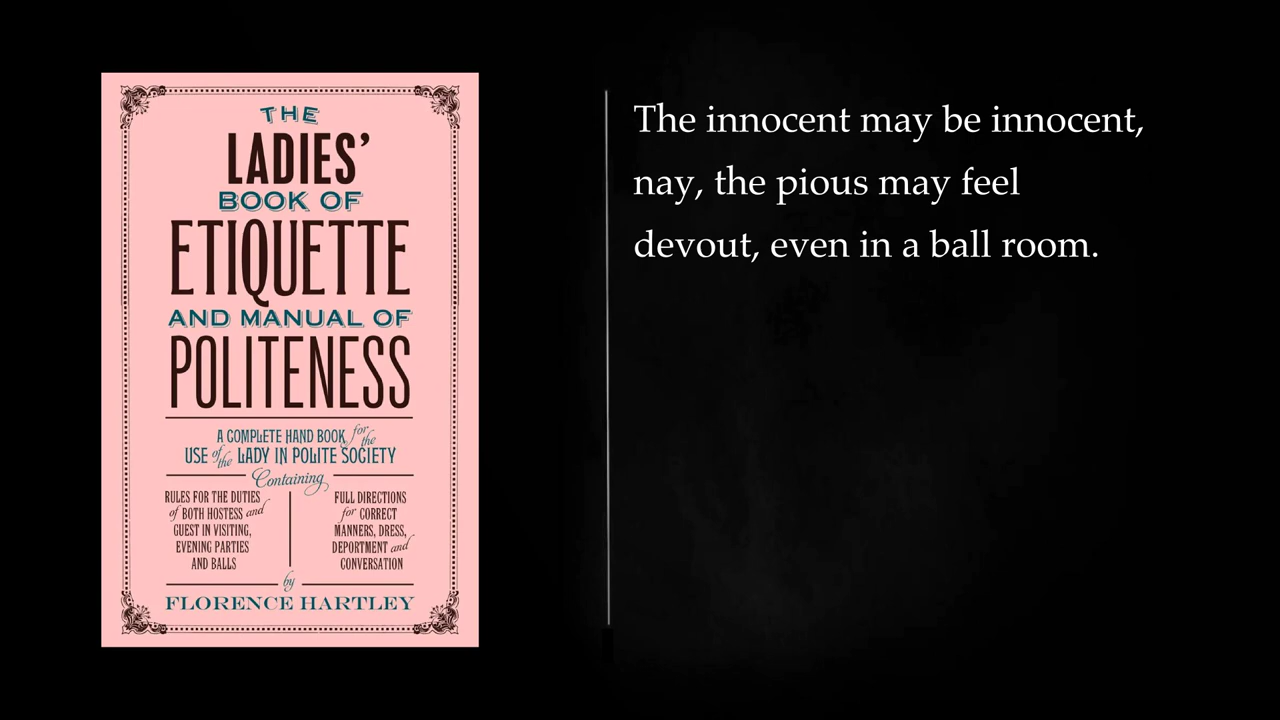 THE
LADIES'
BOOK OF
ETIQUETTE
AND MANUAL OF
POLITENESS
A COMPLETE HAND BOOK for the
USE of the LADY IN POLITE SOCIETY
Containing
RULES FOR THE DUTIES
of BOTH HOSTESS and
GUEST IN VISITING,
EVENING PARTIES
AND BALLS
FULL DIRECTIONS
for CORRECT
MANNERS, DRESS,
DEPORTMENT and
CONVERSATION
by
FLORENCE HARTLEY
The innocent may be innocent,
nay, the pious may feel
devout, even in a ball room.